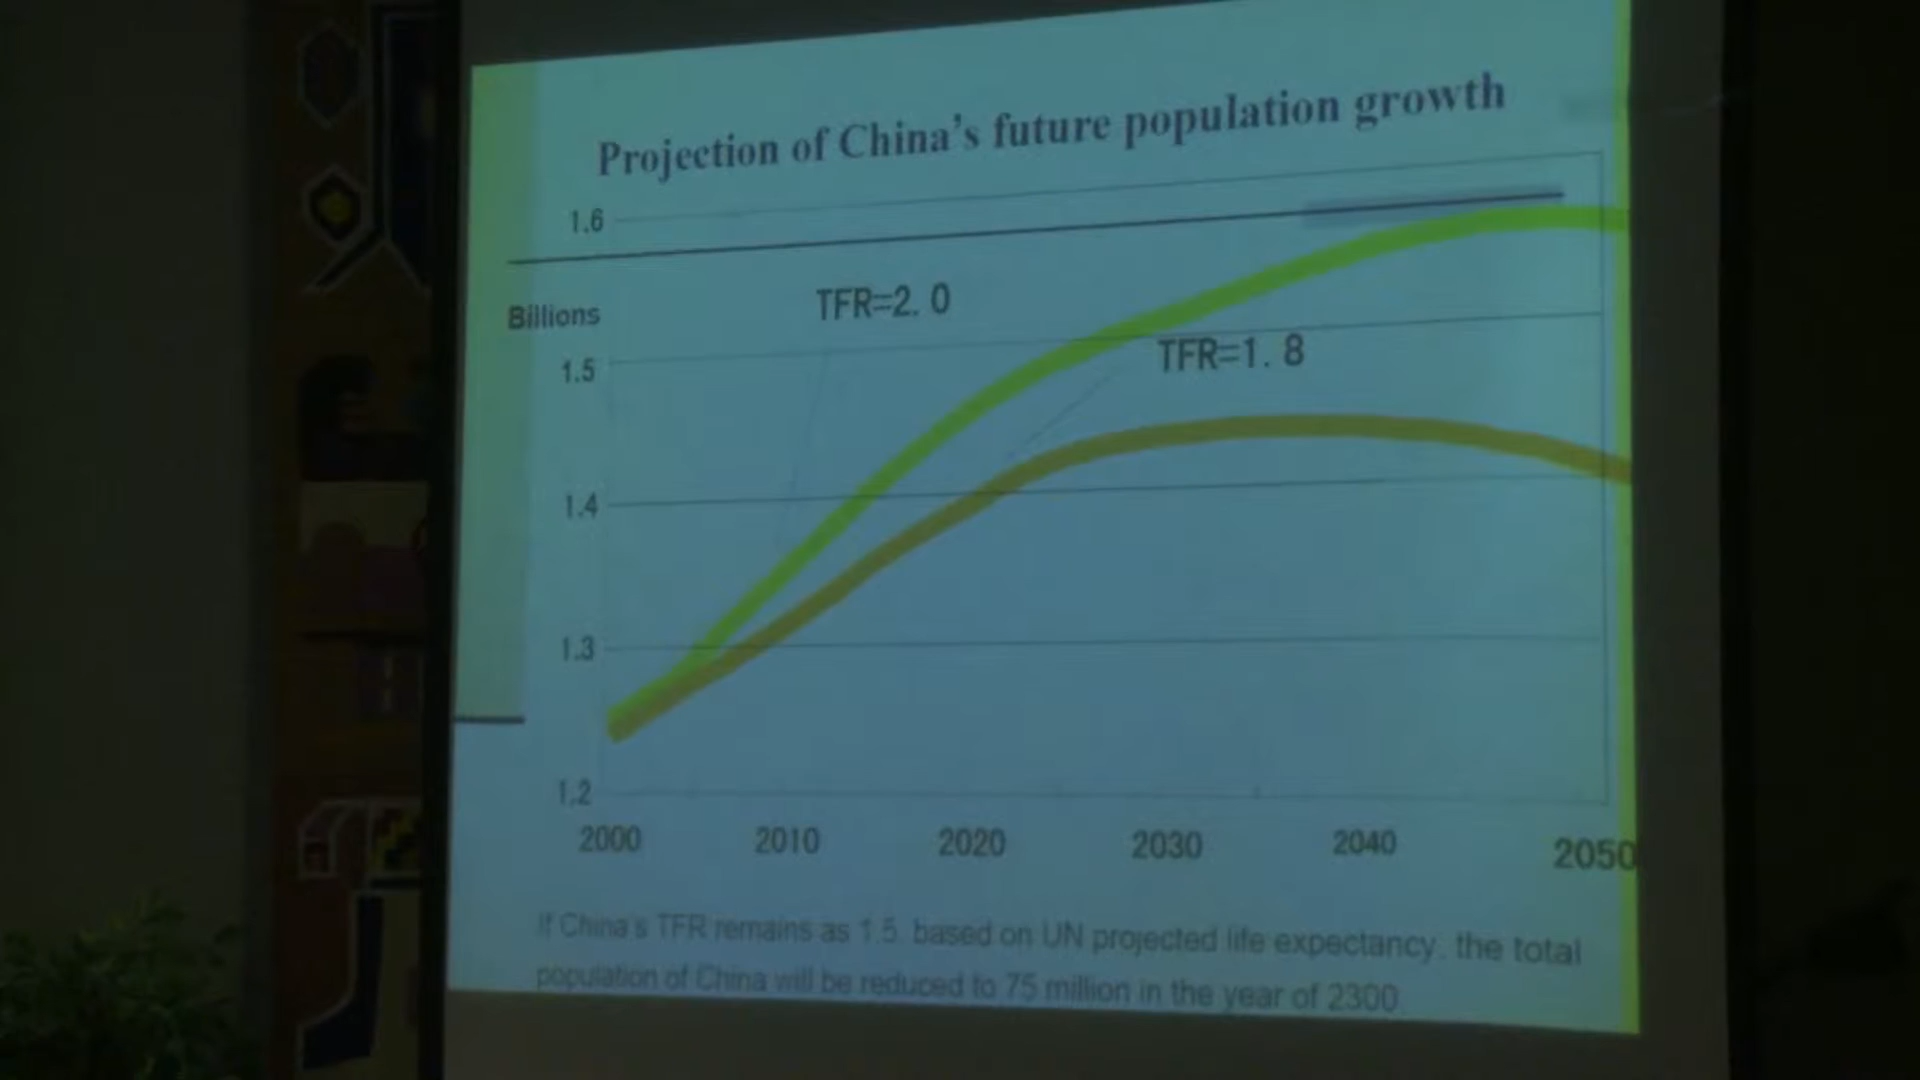 Projection of China's future population growth
1.6
Billions
TFR=2. 0
TFR=1. 8
1.5
1.4
1.3
1.2
2000 2010 2020 2030 2040 2050
If China's TFR remains as 1.5. based on UN projected life expectancy. the total
population of China will be reduced to 75 million in the year of 2300